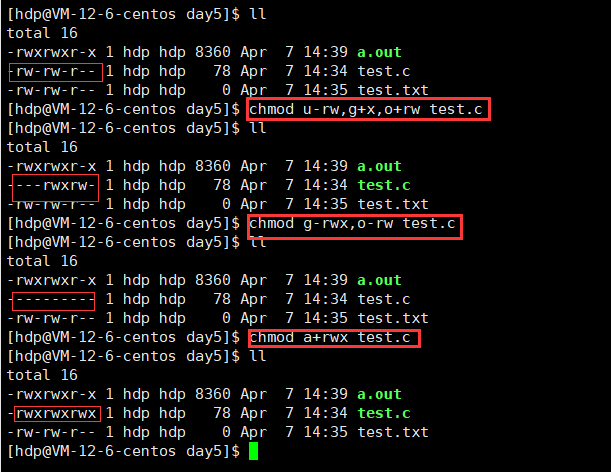 [hdp@VM-12-6-centos day5]$ ll
total 16
-rwxrwxr-x 1 hdp hdp 8360 Apr  7 14:39 a.out
-rw-rw-r-- 1 hdp hdp   78 Apr  7 14:34 test.c
-rw-rw-r-- 1 hdp hdp    0 Apr  7 14:35 test.txt
[hdp@VM-12-6-centos day5]$ chmod u-rw,g+x,o+rw test.c
[hdp@VM-12-6-centos day5]$ ll
total 16
-rwxrwxr-x 1 hdp hdp 8360 Apr  7 14:39 a.out
----rwxrw- 1 hdp hdp   78 Apr  7 14:34 test.c
-rw-rw-r-- 1 hdp hdp    0 Apr  7 14:35 test.txt
[hdp@VM-12-6-centos day5]$ chmod g-rwx,o-rw test.c
[hdp@VM-12-6-centos day5]$ ll
total 16
-rwxrwxr-x 1 hdp hdp 8360 Apr  7 14:39 a.out
---------- 1 hdp hdp   78 Apr  7 14:34 test.c
-rw-rw-r-- 1 hdp hdp    0 Apr  7 14:35 test.txt
[hdp@VM-12-6-centos day5]$ chmod a+rwx test.c
[hdp@VM-12-6-centos day5]$ ll
total 16
-rwxrwxr-x 1 hdp hdp 8360 Apr  7 14:39 a.out
-rwxrwxrwx 1 hdp hdp   78 Apr  7 14:34 test.c
-rw-rw-r-- 1 hdp hdp    0 Apr  7 14:35 test.txt
[hdp@VM-12-6-centos day5]$